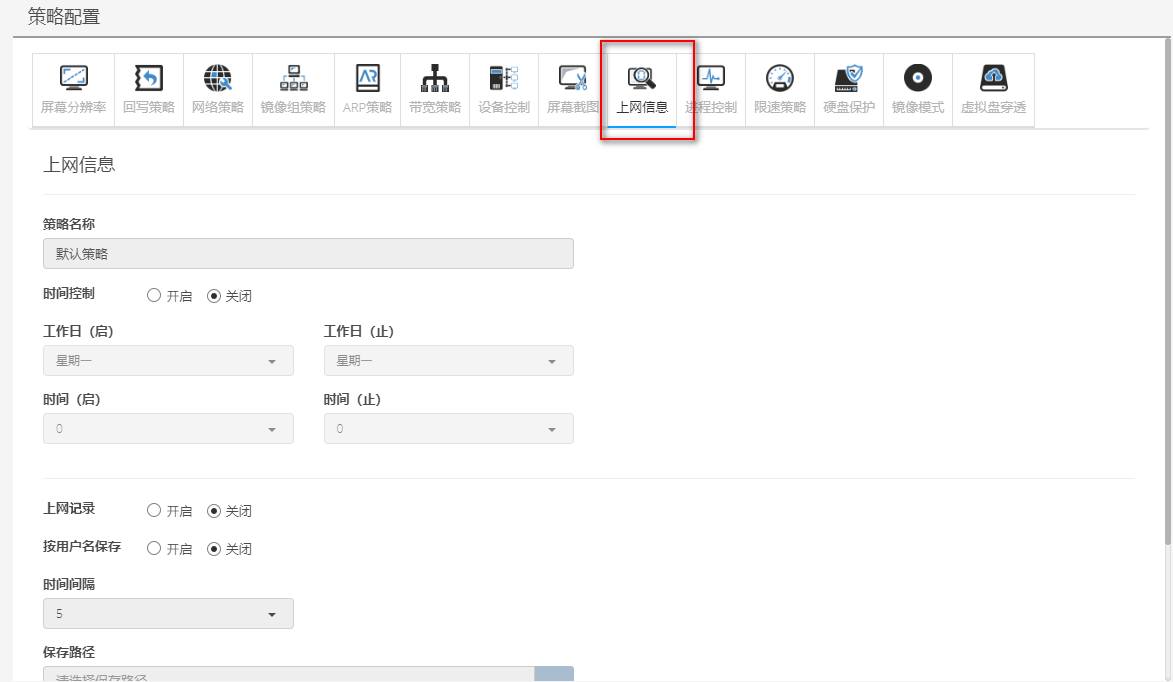 策略配置
屏幕分辨率 回写策略 网络策略 镜像组策略 ARP策略 带宽策略 设备控制 屏幕截图 上网信息 进程控制 限速策略 硬盘保护 镜像模式 虚拟盘穿透
上网信息
策略名称
默认策略
时间控制 开启 关闭
工作日（启） 工作日（止）
星期一 星期一
时间（启） 时间（止）
0 0
上网记录 开启 关闭
按用户名保存 开启 关闭
时间间隔
5
保存路径
请选择保存路径